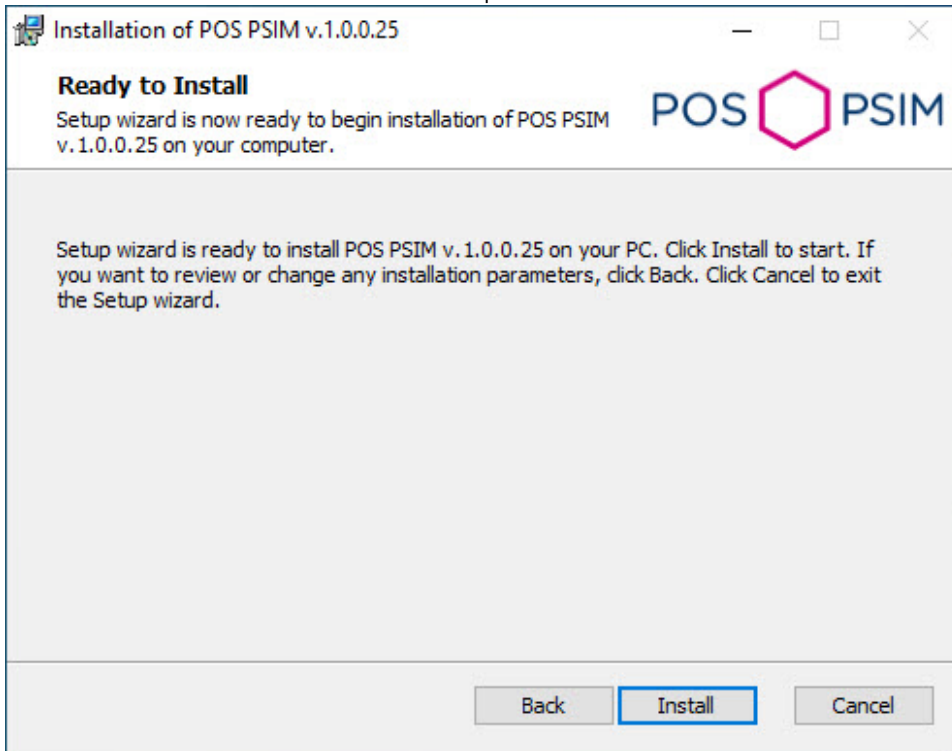 Installation of POS PSIM v.1.0.0.25
Ready to Install
Setup wizard is now ready to begin installation of POS PSIM
v.1.0.0.25 on your computer.
POS PSIM
Setup wizard is ready to install POS PSIM v.1.0.0.25 on your PC. Click Install to start. If
you want to review or change any installation parameters, click Back. Click Cancel to exit
the Setup wizard.
Back Install Cancel